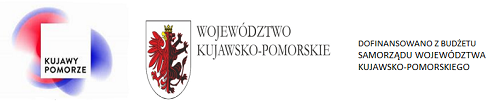 KUJAWY
POMORZE
WOJEWÓDZTWO
KUJAWSKO-POMORSKIE
DOFINANSOWANO Z BUDŻETU
SAMORZĄDU WOJEWÓDZTWA
KUJAWSKO-POMORSKIEGO